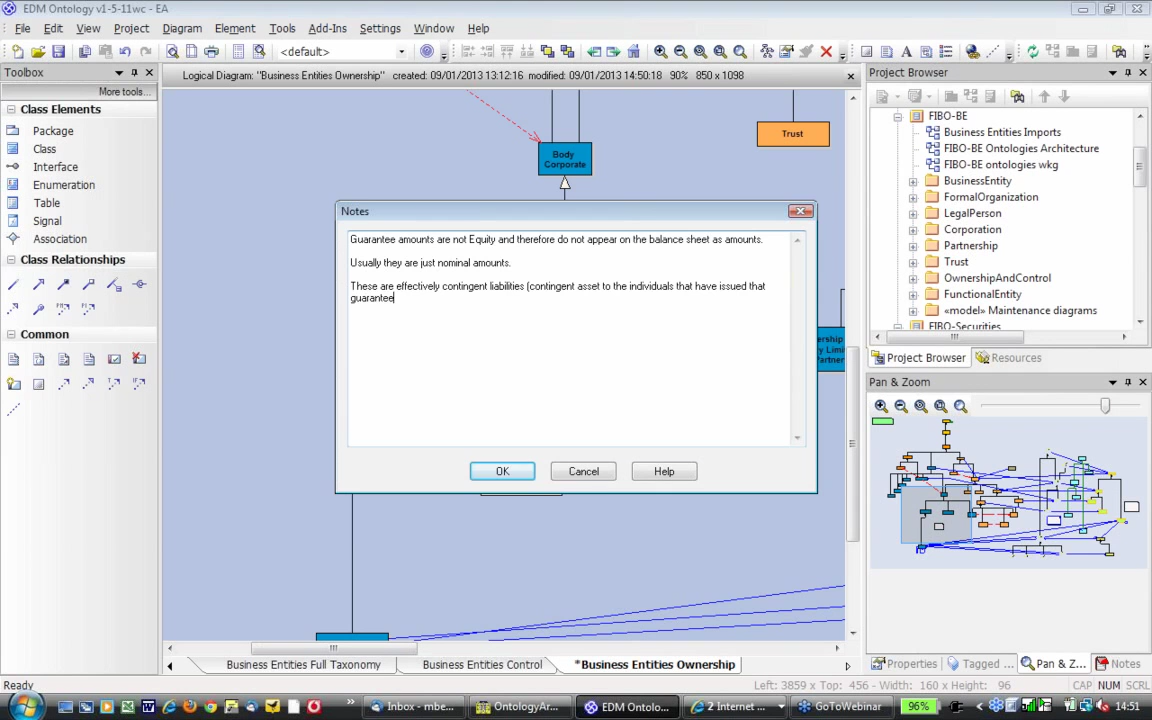 EDM Ontology v1-5-11wc - EA
File Edit View Project Diagram Element Tools Add-Ins Settings Window Help
<default>
Toolbox
More tools...
Class Elements
Package
Class
Interface
Enumeration
Table
Signal
Association
Class Relationships
Common
Logical Diagram: "Business Entities Ownership" created: 09/01/2013 13:12:16 modified: 09/01/2013 14:50:18 90% 850 x 1098
Body
Corporate
Trust
Notes
Guarantee amounts are not Equity and therefore do not appear on the balance sheet as amounts.
Usually they are just nominal amounts.
These are effectively contingent liabilities (contingent asset to the individuals that have issued that
guarantee
OK Cancel Help
ership
y Limi
Partner
Business Entities Full Taxonomy Business Entities Control *Business Entities Ownership
Project Browser
FIBO-BE
Business Entities Imports
FIBO-BE Ontologies Architecture
FIBO-BE ontologies wkg
BusinessEntity
FormalOrganization
LegalPerson
Corporation
Partnership
Trust
OwnershipAndControl
FunctionalEntity
«model» Maintenance diagrams
FIBO-Securities
Project Browser Resources
Pan & Zoom
Properties Tagged ... Pan & Z... Notes
Ready
Left: 3859 x Top: 456 - Width: 160 x Height: 96 CAP NUM SCRL
Inbox - mbe... OntologyAr... EDM Ontolo... 2 Internet ... GoToWebinar 96% 14:51